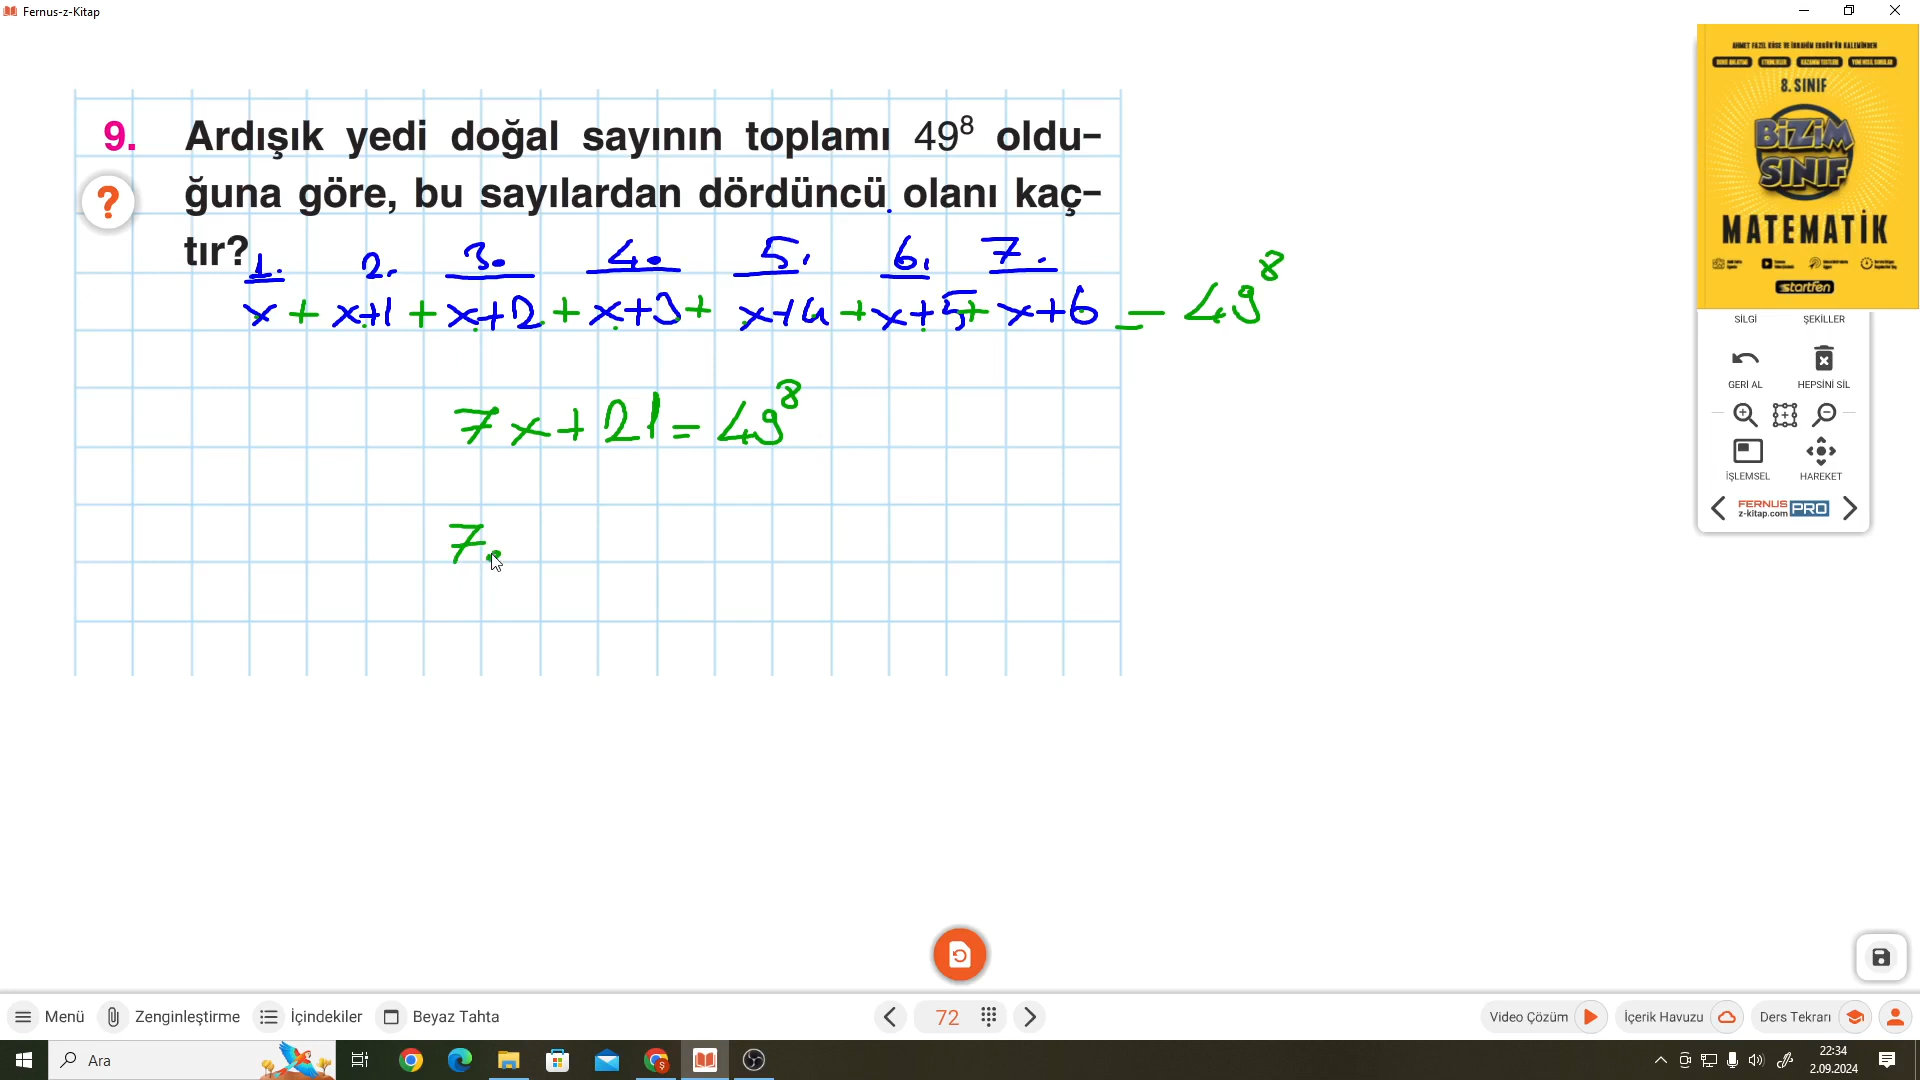 Fernus-z-Kitap
9. Ardışık yedi doğal sayının toplamı 49⁸ oldu-
ğuna göre, bu sayılardan dördüncü olanı kaç-
tır?
1. 2. 3. 4. 5. 6. 7.
x + x+1 + x+2 + x+3 + x+4 + x+5 + x+6 = 49⁸
7x+21=49⁸
7.
8. SINIF
BİZİM
SINIF
MATEMATİK
startfen
SİLGİ ŞEKİLLER
GERİ AL HEPSİNİ SİL
İŞLEMSEL HAREKET
FERNUS
z-kitap.com PRO
Menü Zenginleştirme İçindekiler Beyaz Tahta 72 Video Çözüm İçerik Havuzu Ders Tekrarı
Ara 22:34
2.09.2024